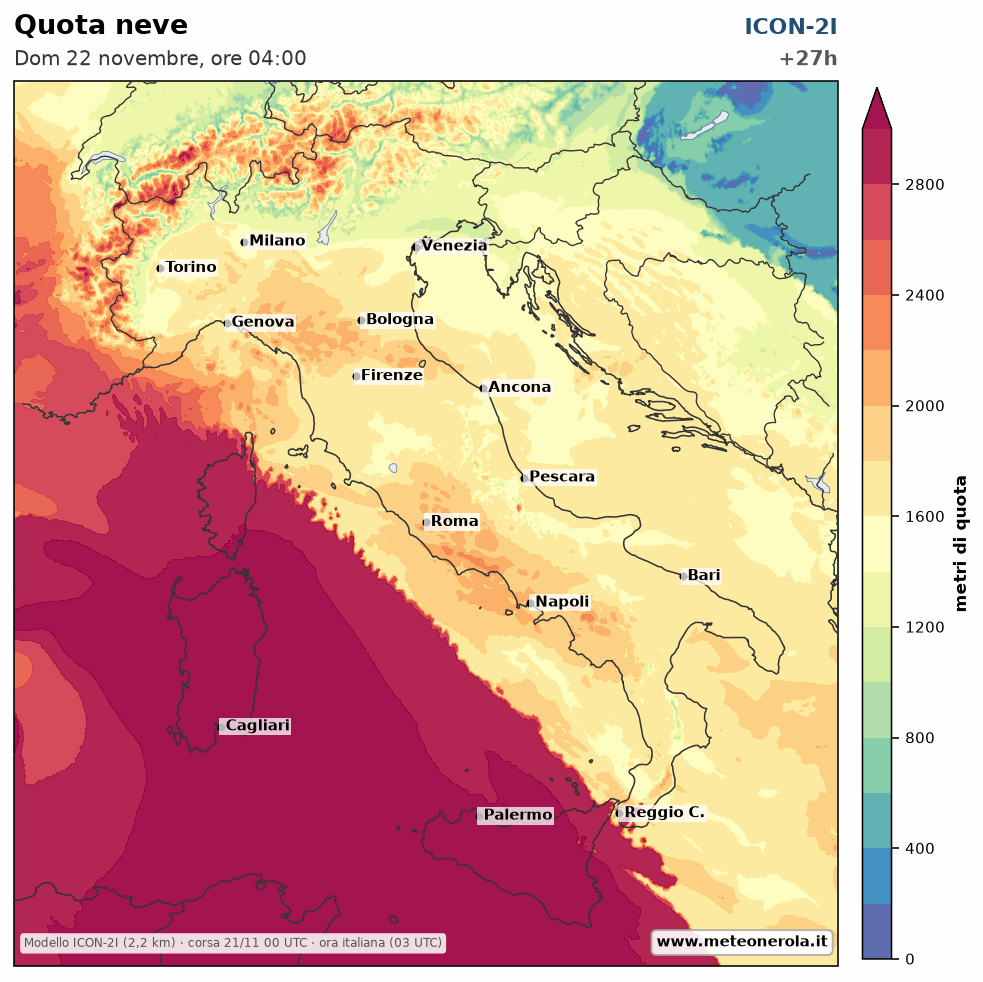 Quota neve
ICON-2I
Dom 22 novembre, ore 04:00
+27h
Milano
Venezia
Torino
Genova
Bologna
Firenze
Ancona
Pescara
Roma
Bari
Napoli
Cagliari
Palermo
Reggio C.
2800
2400
2000
1600
1200
800
400
0
metri di quota
Modello ICON-2I (2,2 km) · corsa 21/11 00 UTC · ora italiana (03 UTC)
www.meteonerola.it